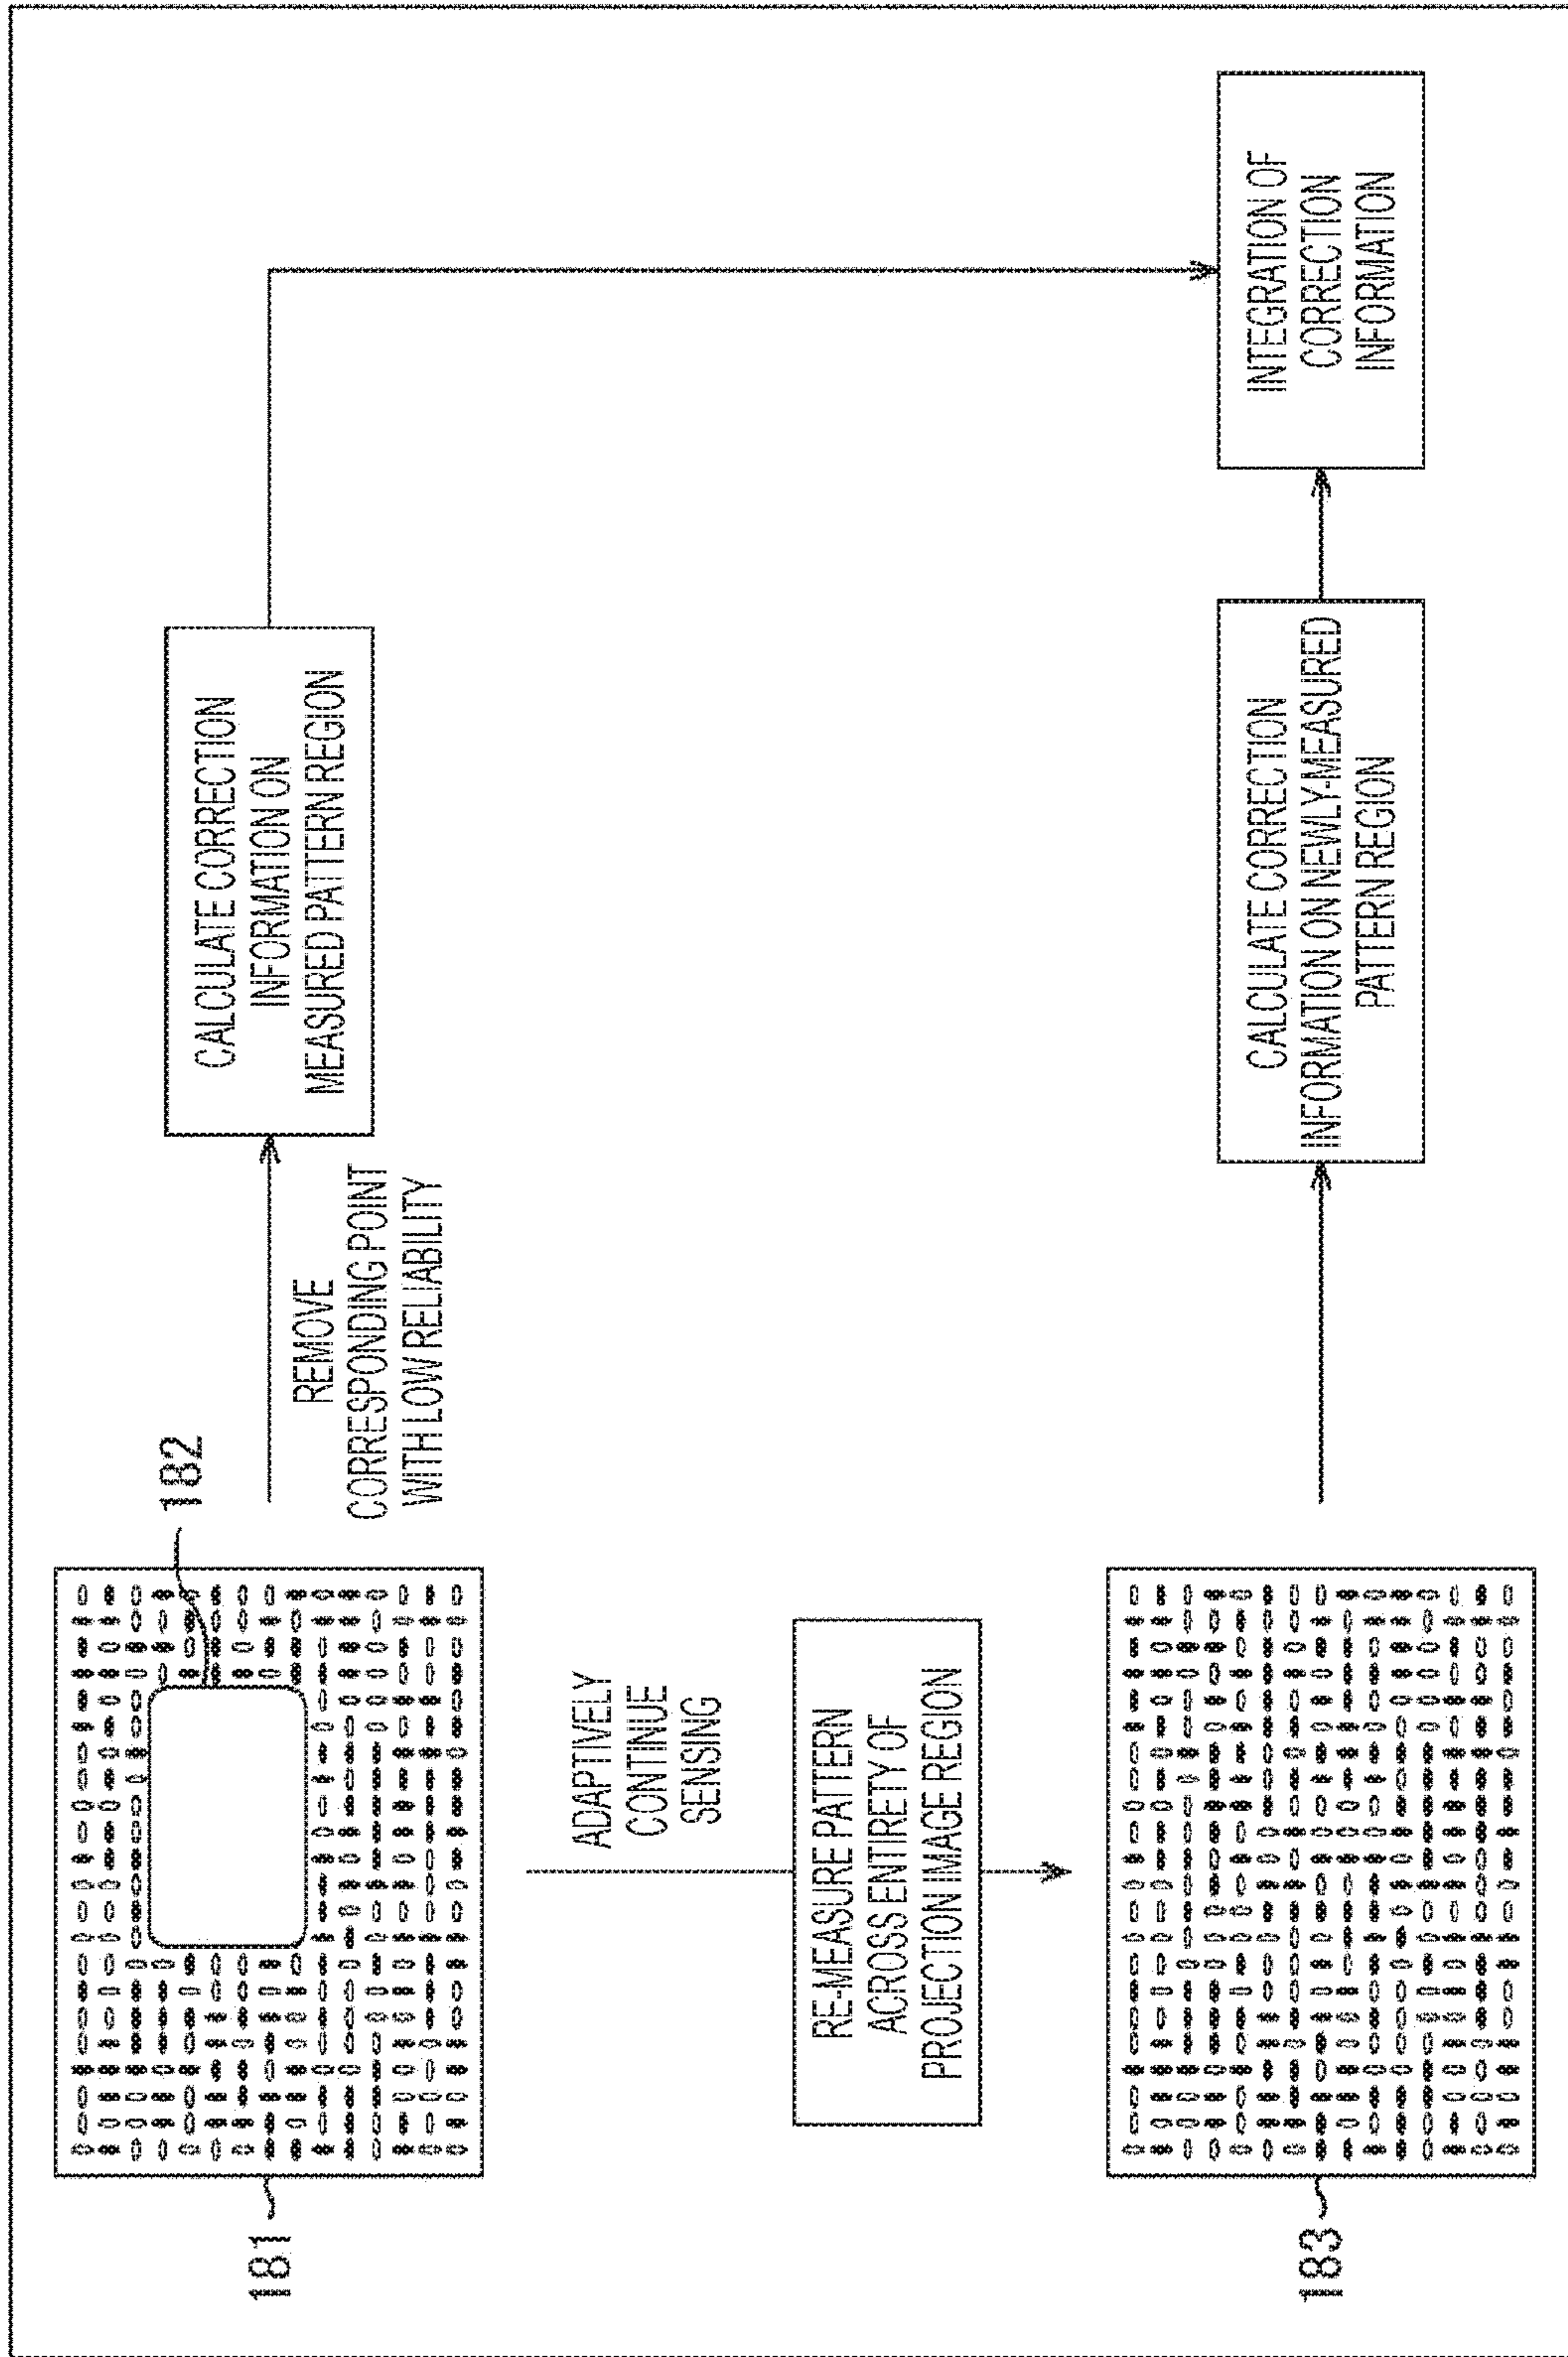 181
182
REMOVE
CORRESPONDING POINT
WITH LOW RELIABILITY
CALCULATE CORRECTION
INFORMATION ON
MEASURED PATTERN REGION
ADAPTIVELY
CONTINUE
SENSING
RE-MEASURE PATTERN
ACROSS ENTIRETY OF
PROJECTION IMAGE REGION
183
CALCULATE CORRECTION
INFORMATION ON NEWLY-MEASURED
PATTERN REGION
INTEGRATION OF
CORRECTION
INFORMATION